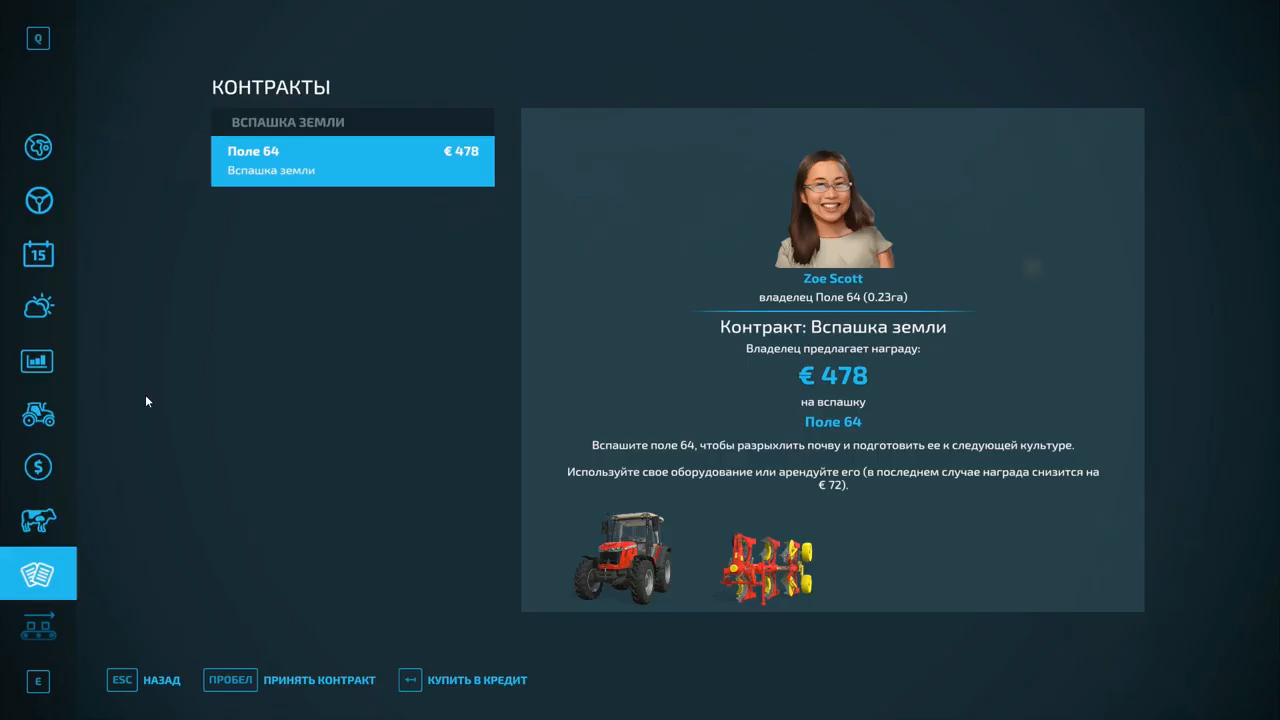 Q
КОНТРАКТЫ
ВСПАШКА ЗЕМЛИ
Поле 64 € 478
Вспашка земли
15
Zoe Scott
владелец Поле 64 (0.23га)
Контракт: Вспашка земли
Владелец предлагает награду:
€ 478
на вспашку
Поле 64
Вспашите поле 64, чтобы разрыхлить почву и подготовить ее к следующей культуре.
Используйте свое оборудование или арендуйте его (в последнем случае награда снизится на
€ 72).
$
E
ESC НАЗАД ПРОБЕЛ ПРИНЯТЬ КОНТРАКТ КУПИТЬ В КРЕДИТ